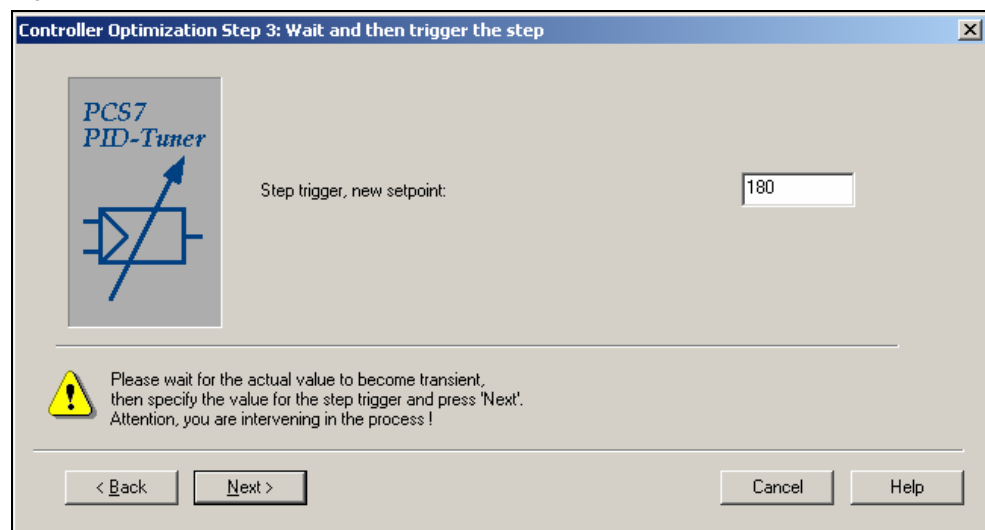 Controller Optimization Step 3: Wait and then trigger the step
PCS7
PID-Tuner
Step trigger, new setpoint:
180
Please wait for the actual value to become transient,
then specify the value for the step trigger and press 'Next'.
Attention, you are intervening in the process !
< Back
Next >
Cancel
Help